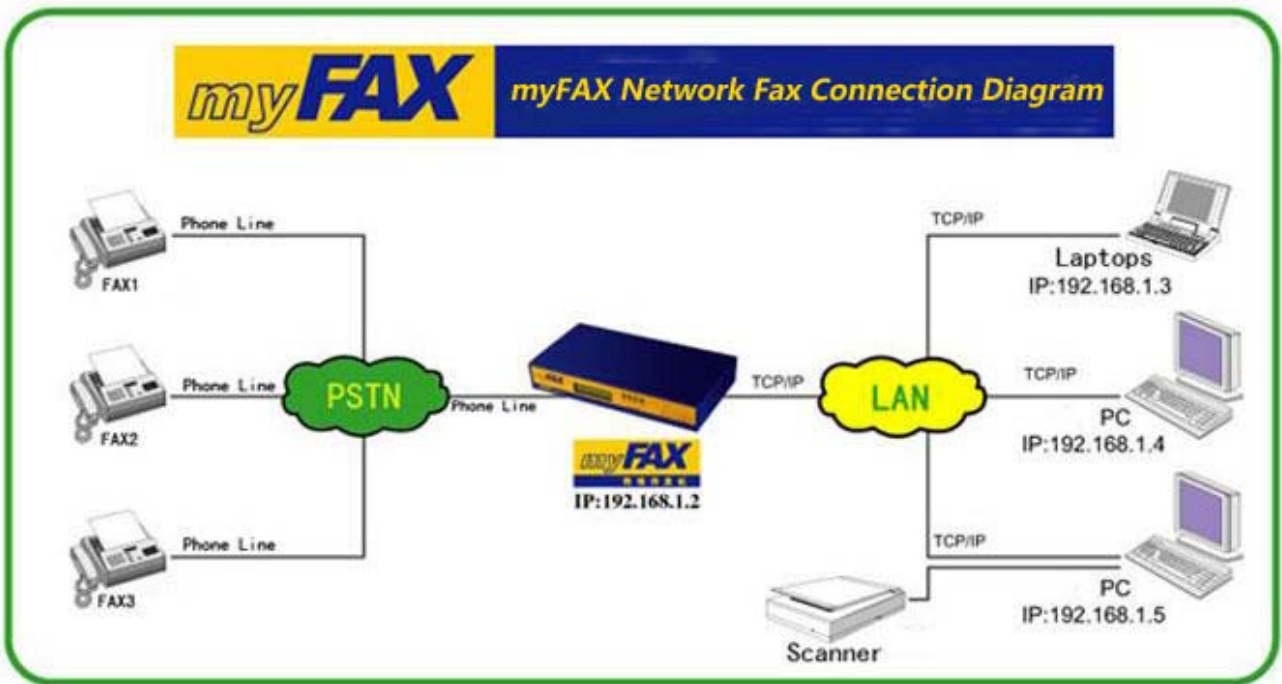 myFAX
myFAX Network Fax Connection Diagram
Phone Line
FAX1
Phone Line
FAX2
Phone Line
FAX3
PSTN
Phone Line
myFAX
IP:192.168.1.2
TCP/IP
LAN
TCP/IP
Laptops
IP:192.168.1.3
TCP/IP
PC
IP:192.168.1.4
TCP/IP
PC
IP:192.168.1.5
Scanner